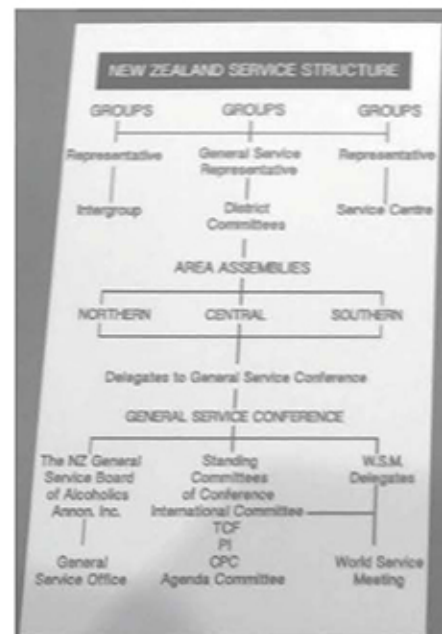 NEW ZEALAND SERVICE STRUCTURE
GROUPS GROUPS GROUPS
Representative General Service Representative Representative
Intergroup District Committees Service Centre
AREA ASSEMBLIES
NORTHERN CENTRAL SOUTHERN
Delegates to General Service Conference
GENERAL SERVICE CONFERENCE
The NZ General Standing W.S.M.
Service Board Committees Delegates
of Alcoholics of Conference
Annon. Inc. International Committee
TCF
PI
General CPC World Service
Service Office Agenda Committee Meeting